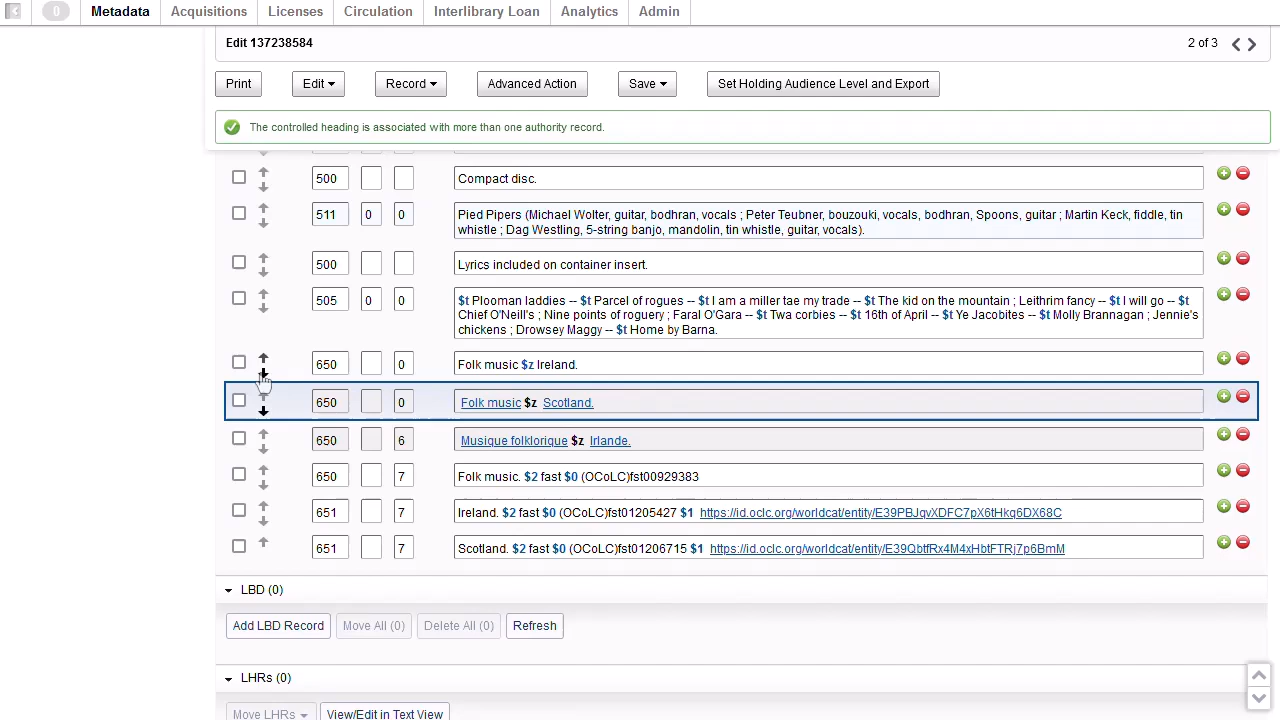 0 Metadata Acquisitions Licenses Circulation Interlibrary Loan Analytics Admin
Edit 137238584 2 of 3
Print Edit Record Advanced Action Save Set Holding Audience Level and Export
The controlled heading is associated with more than one authority record.
500 Compact disc.
511 0 0 Pied Pipers (Michael Wolter, guitar, bodhran, vocals ; Peter Teubner, bouzouki, vocals, bodhran, Spoons, guitar ; Martin Keck, fiddle, tin
whistle ; Dag Westling, 5-string banjo, mandolin, tin whistle, guitar, vocals).
500 Lyrics included on container insert.
505 0 0 $t Plooman laddies -- $t Parcel of rogues -- $t I am a miller tae my trade -- $t The kid on the mountain ; Leithrim fancy -- $t I will go -- $t
Chief O'Neill's ; Nine points of roguery ; Faral O'Gara -- $t Twa corbies -- $t 16th of April -- $t Ye Jacobites -- $t Molly Brannagan ; Jennie's
chickens ; Drowsey Maggy -- $t Home by Barna.
650 0 Folk music $z Ireland.
650 0 Folk music $z Scotland.
650 6 Musique folklorique $z Irlande.
650 7 Folk music. $2 fast $0 (OCoLC)fst00929383
651 7 Ireland. $2 fast $0 (OCoLC)fst01205427 $1 https://id.oclc.org/worldcat/entity/E39PBJqvXDFC7pX6tHkq6DX68C
651 7 Scotland. $2 fast $0 (OCoLC)fst01206715 $1 https://id.oclc.org/worldcat/entity/E39QbtfRx4M4xHbtFTRj7p6BmM
LBD (0)
Add LBD Record Move All (0) Delete All (0) Refresh
LHRs (0)
Move LHRs View/Edit in Text View